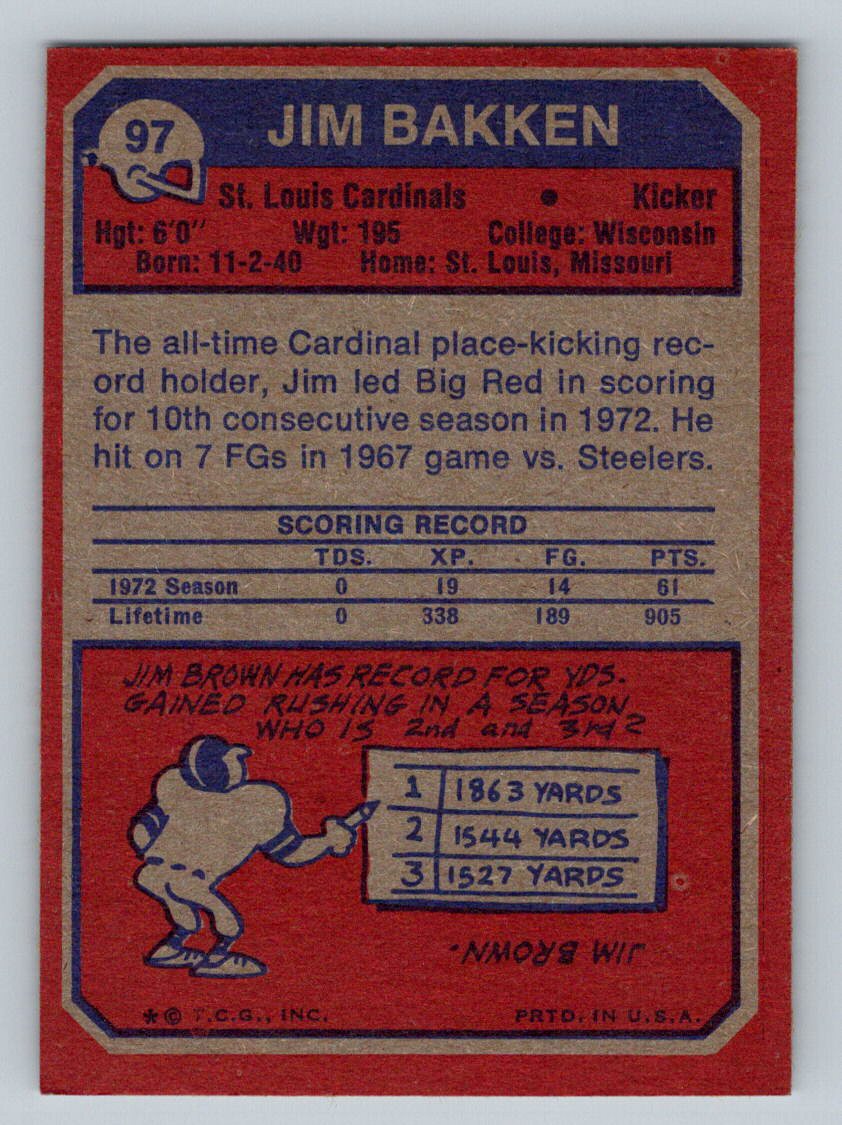 97
JIM BAKKEN
St. Louis Cardinals • Kicker
Hgt: 6'0" Wgt: 195 College: Wisconsin
Born: 11-2-40 Home: St. Louis, Missouri
The all-time Cardinal place-kicking rec-
ord holder, Jim led Big Red in scoring
for 10th consecutive season in 1972. He
hit on 7 FGs in 1967 game vs. Steelers.
SCORING RECORD
TDS. XP. FG. PTS.
1972 Season 0 19 14 61
Lifetime 0 338 189 905
JIM BROWN HAS RECORD FOR YDS.
GAINED RUSHING IN A SEASON.
WHO IS 2nd and 3rd?
1 1863 YARDS
2 1544 YARDS
3 1527 YARDS
JIM BROWN.
* © T.C.G., INC. PRTD. IN U.S.A.